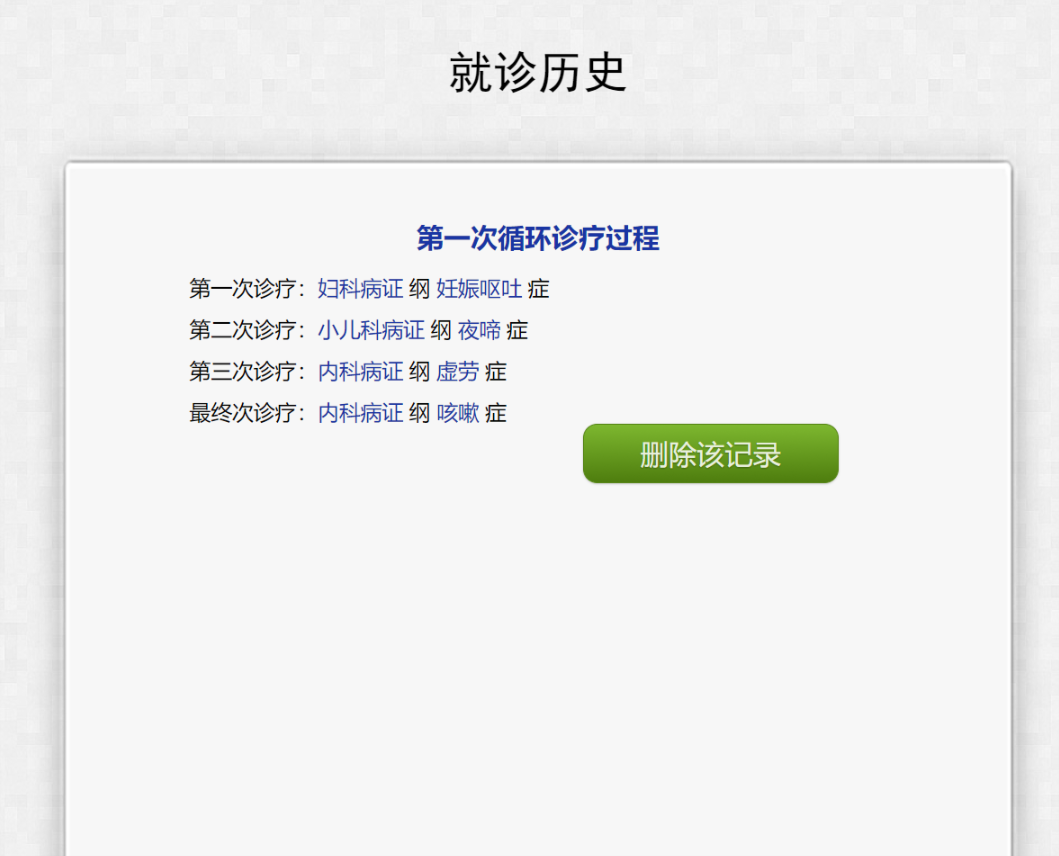 就诊历史
第一次循环诊疗过程
第一次诊疗：妇科病证 纲 妊娠呕吐 症
第二次诊疗：小儿科病证 纲 夜啼 症
第三次诊疗：内科病证 纲 虚劳 症
最终次诊疗：内科病证 纲 咳嗽 症
删除该记录